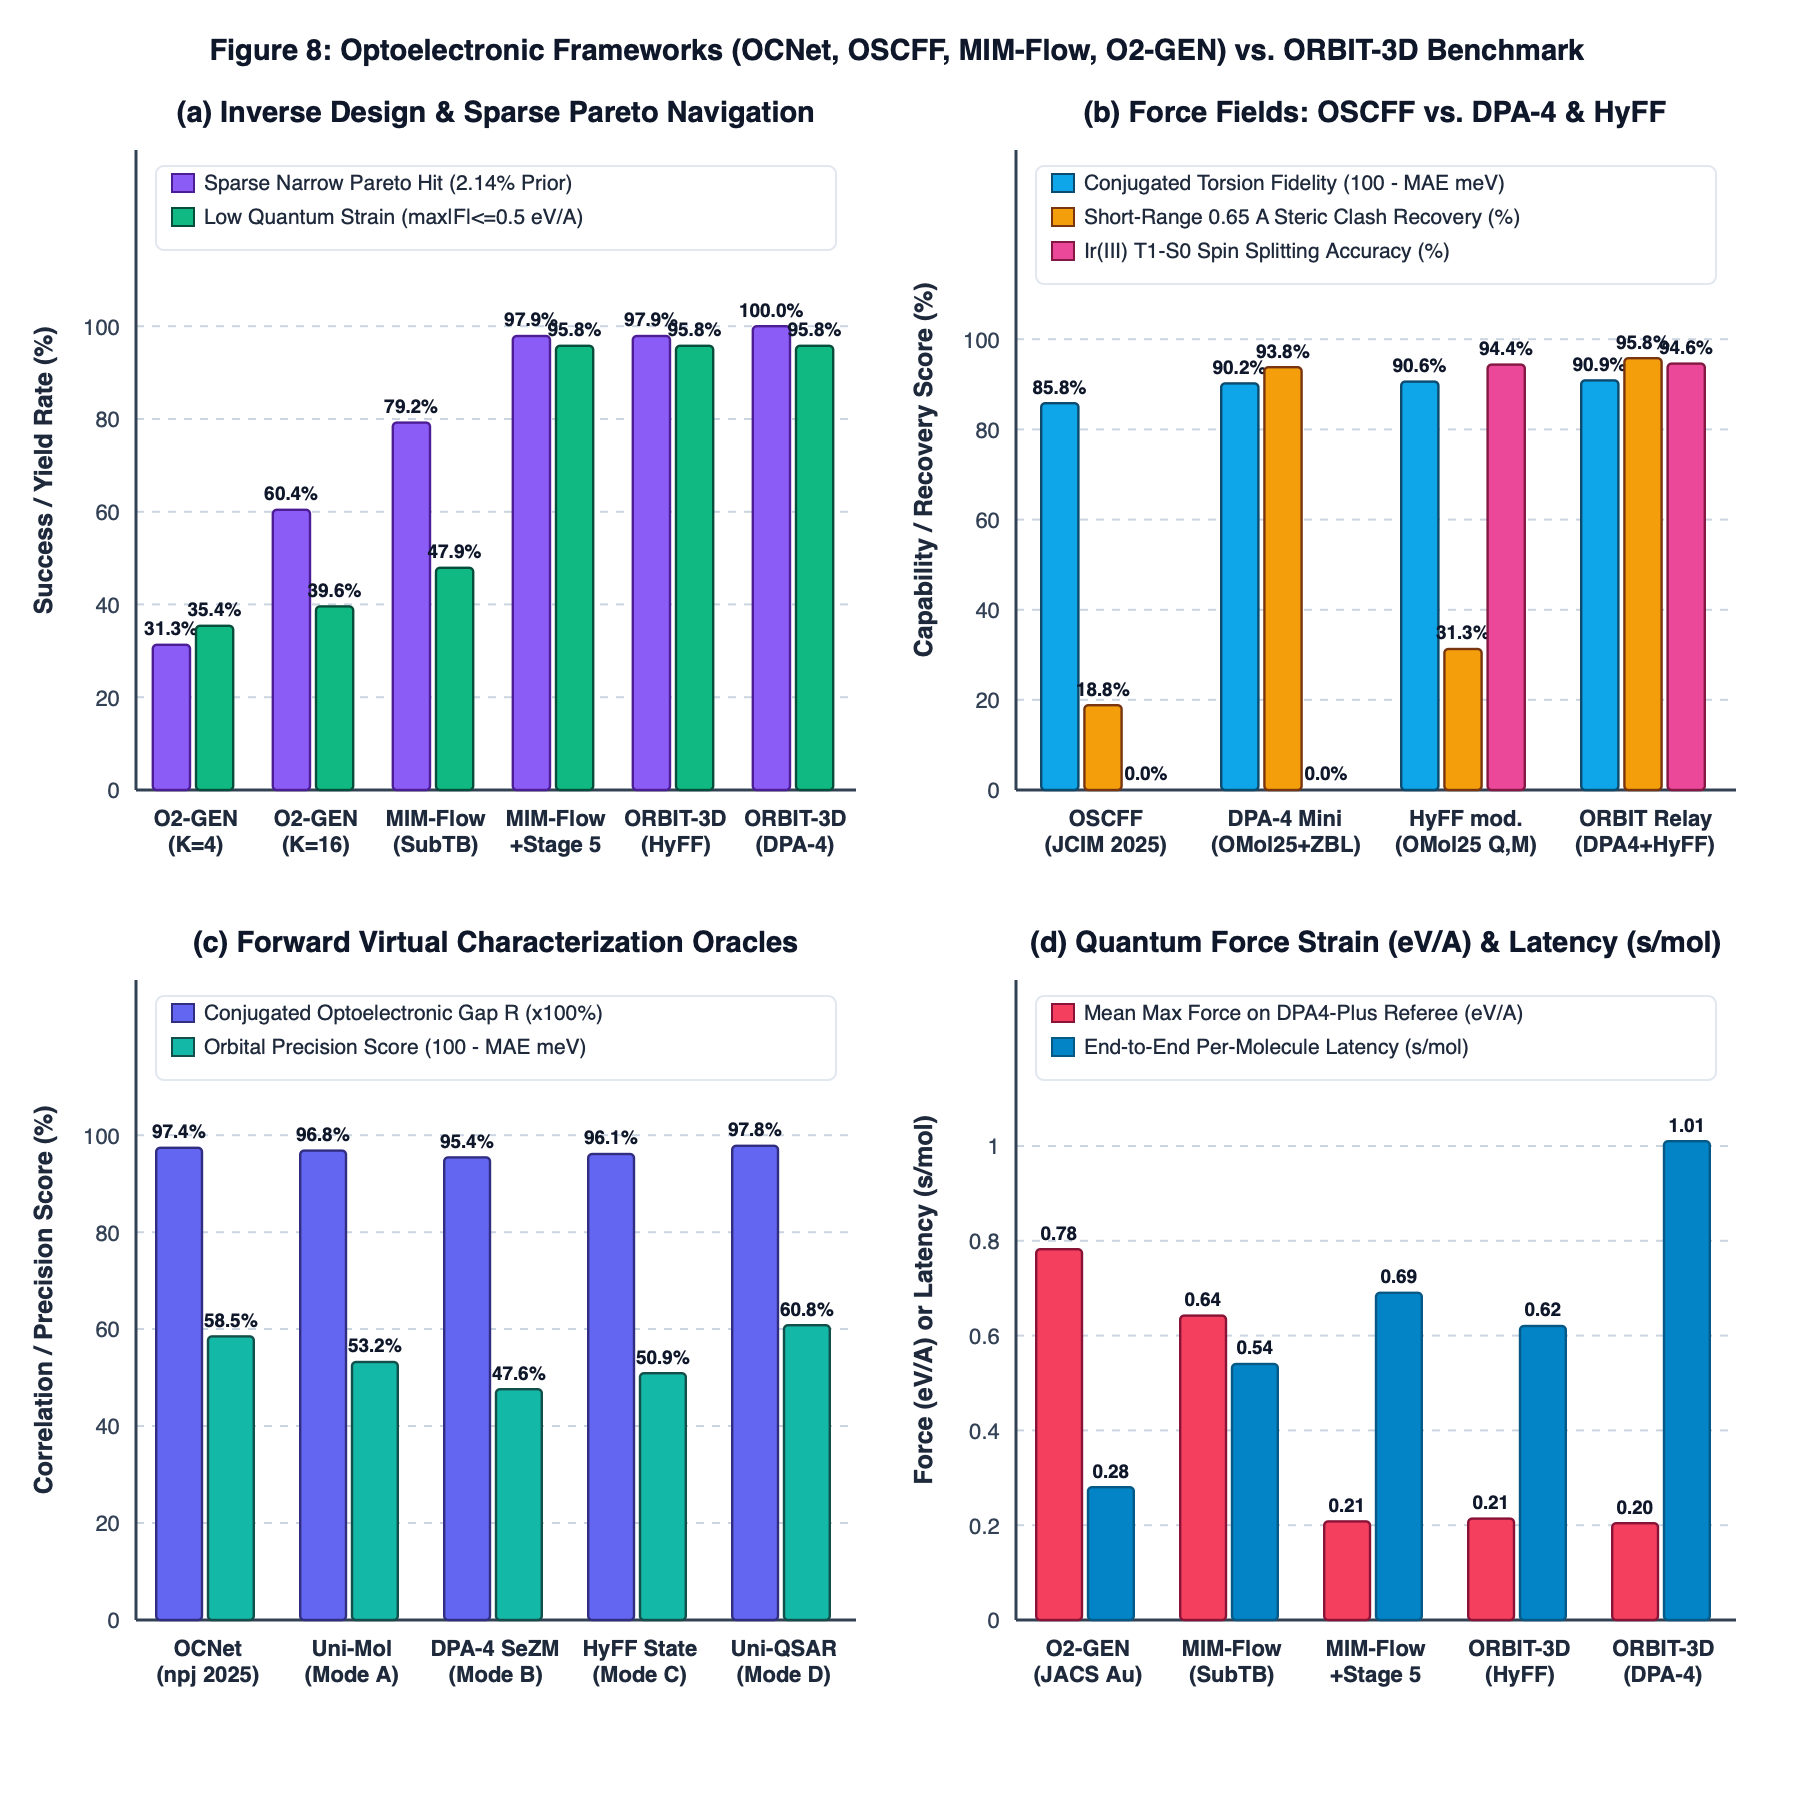 Figure 8: Optoelectronic Frameworks (OCNet, OSCFF, MIM-Flow, O2-GEN) vs. ORBIT-3D Benchmark
(a) Inverse Design & Sparse Pareto Navigation
Sparse Narrow Pareto Hit (2.14% Prior)
Low Quantum Strain (max|F|<=0.5 eV/A)
Success / Yield Rate (%)
100
80
60
40
20
0
31.3%
35.4%
60.4%
39.6%
79.2%
47.9%
97.9%
95.8%
97.9%
95.8%
100.0%
95.8%
O2-GEN
(K=4)
O2-GEN
(K=16)
MIM-Flow
(SubTB)
MIM-Flow
+Stage 5
ORBIT-3D
(HyFF)
ORBIT-3D
(DPA-4)
(b) Force Fields: OSCFF vs. DPA-4 & HyFF
Conjugated Torsion Fidelity (100 - MAE meV)
Short-Range 0.65 A Steric Clash Recovery (%)
Ir(III) T1-S0 Spin Splitting Accuracy (%)
Capability / Recovery Score (%)
100
80
60
40
20
0
85.8%
18.8%
0.0%
90.2%
93.8%
0.0%
90.6%
31.3%
94.4%
90.9%
95.8%
94.6%
OSCFF
(JCIM 2025)
DPA-4 Mini
(OMol25+ZBL)
HyFF mod.
(OMol25 Q,M)
ORBIT Relay
(DPA4+HyFF)
(c) Forward Virtual Characterization Oracles
Conjugated Optoelectronic Gap R (x100%)
Orbital Precision Score (100 - MAE meV)
Correlation / Precision Score (%)
100
80
60
40
20
0
97.4%
58.5%
96.8%
53.2%
95.4%
47.6%
96.1%
50.9%
97.8%
60.8%
OCNet
(npj 2025)
Uni-Mol
(Mode A)
DPA-4 SeZM
(Mode B)
HyFF State
(Mode C)
Uni-QSAR
(Mode D)
(d) Quantum Force Strain (eV/A) & Latency (s/mol)
Mean Max Force on DPA4-Plus Referee (eV/A)
End-to-End Per-Molecule Latency (s/mol)
Force (eV/A) or Latency (s/mol)
1
0.8
0.6
0.4
0.2
0
0.78
0.28
0.64
0.54
0.21
0.69
0.21
0.62
0.20
1.01
O2-GEN
(JACS Au)
MIM-Flow
(SubTB)
MIM-Flow
+Stage 5
ORBIT-3D
(HyFF)
ORBIT-3D
(DPA-4)